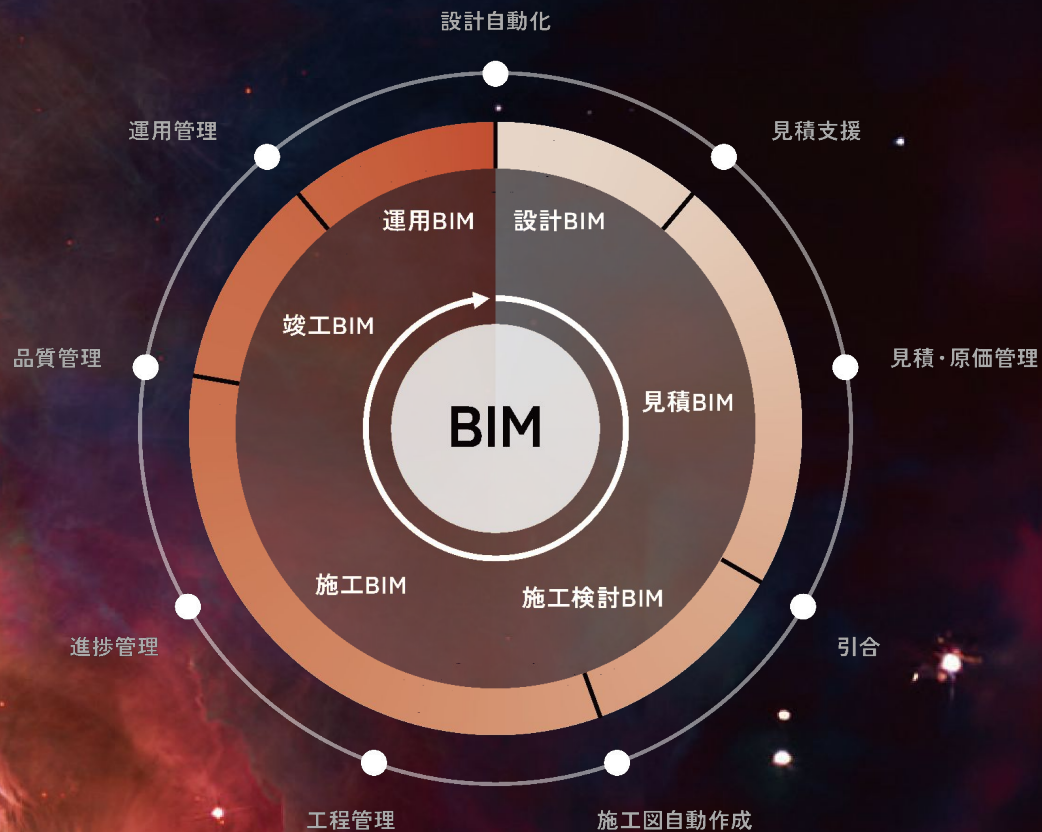 設計自動化
運用管理
見積支援
運用BIM
設計BIM
竣工BIM
品質管理
見積・原価管理
見積BIM
BIM
施工BIM
施工検討BIM
進捗管理
引合
工程管理
施工図自動作成